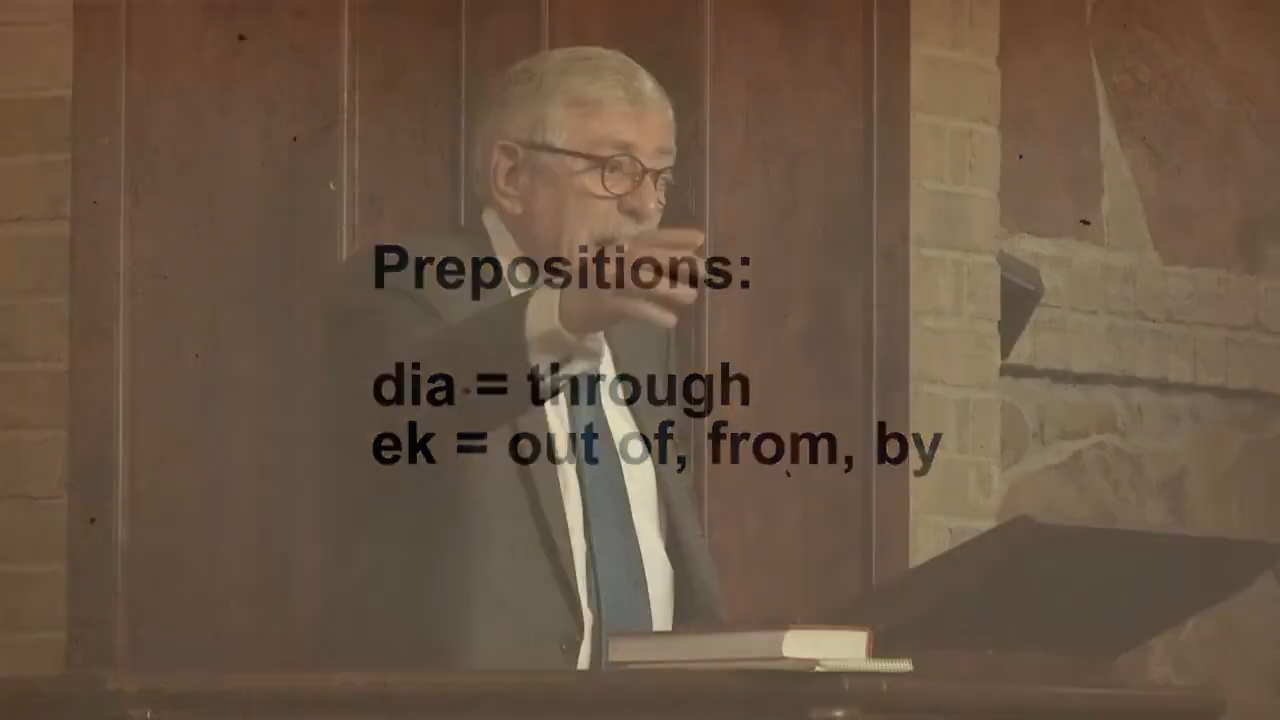 Prepositions:
dia = through
ek = out of, from, by